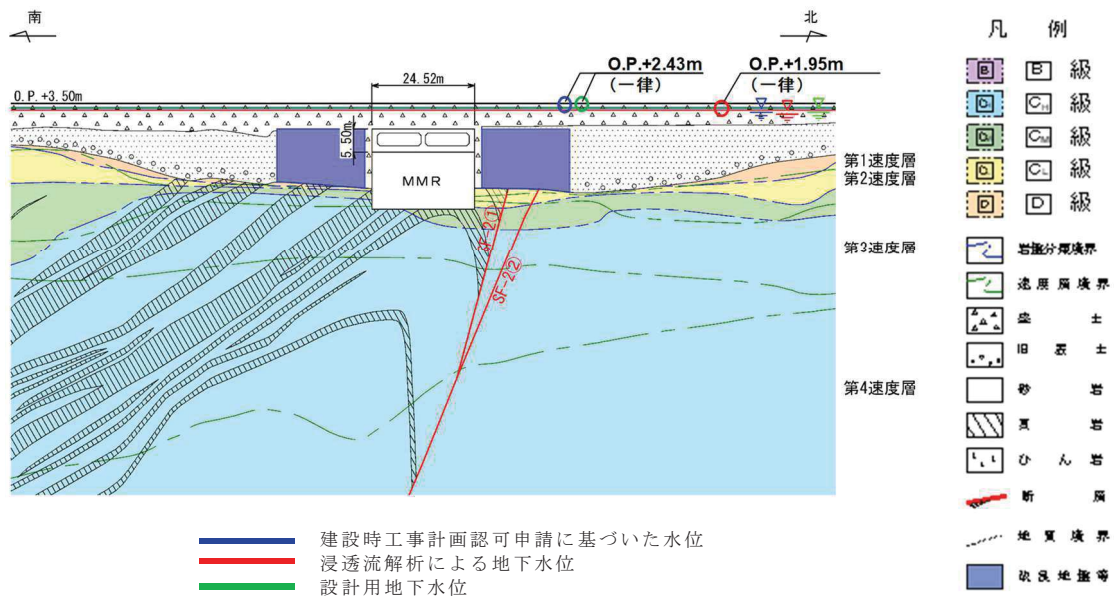 南
北
O.P.+2.43m
(一律)
O.P.+1.95m
(一律)
24.52m
O.P.+3.50m
5.50m
MMR
SF-2①
SF-2②
第1速度層
第2速度層
第3速度層
第4速度層
凡 例
B B 級
CH 級
CM 級
CL 級
D D 級
岩盤分類境界
速度層境界
盛土
旧表土
砂岩
頁岩
ひん岩
断層
地質境界
改良地盤等
建設時工事計画認可申請に基づいた水位
浸透流解析による地下水位
設計用地下水位